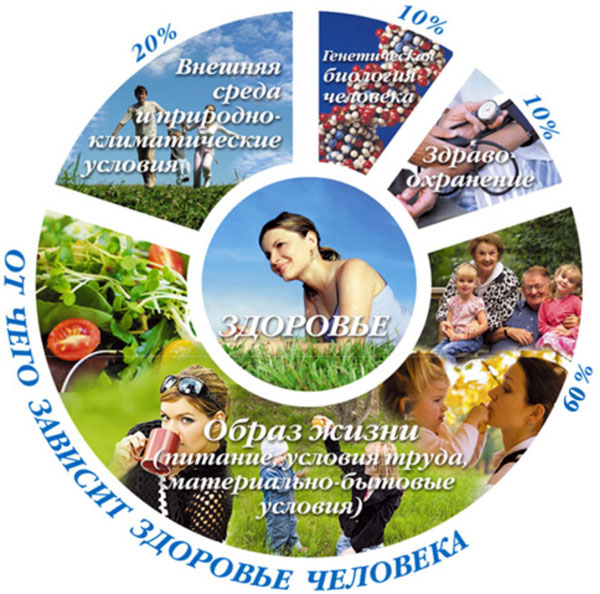 20%
Внешняя
среда
и природно-
климатические
условия
10%
Генетическая
биология
человека
10%
Здраво-
охранение
ЗДОРОВЬЕ
60%
Образ жизни
(питание, условия труда,
материально-бытовые
условия)
ОТ ЧЕГО ЗАВИСИТ ЗДОРОВЬЕ ЧЕЛОВЕКА